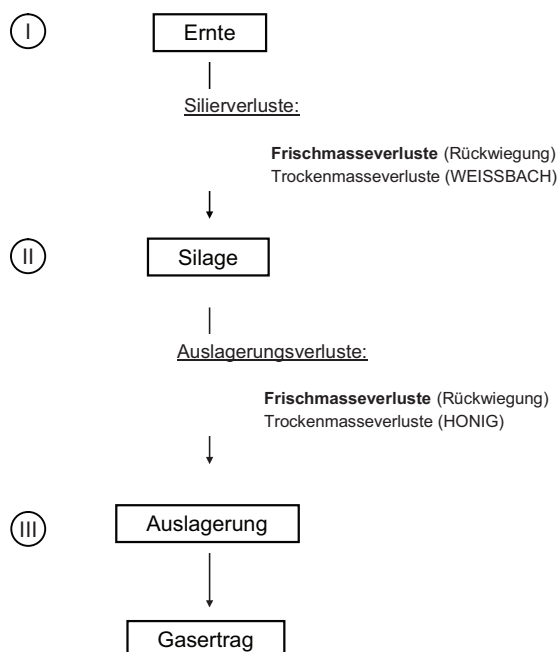 I
Ernte
Silierverluste:
Frischmasseverluste (Rückwiegung)
Trockenmasseverluste (WEISSBACH)
II
Silage
Auslagerungsverluste:
Frischmasseverluste (Rückwiegung)
Trockenmasseverluste (HONIG)
III
Auslagerung
Gasertrag